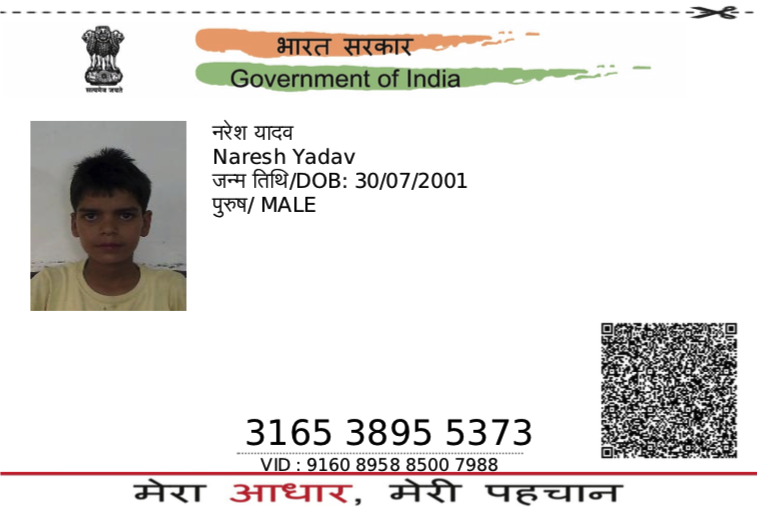 भारत सरकार
Government of India
सत्यमेव जयते
नरेश यादव
Naresh Yadav
जन्म तिथि/DOB: 30/07/2001
पुरुष/ MALE
3165 3895 5373
VID : 9160 8958 8500 7988
मेरा आधार, मेरी पहचान